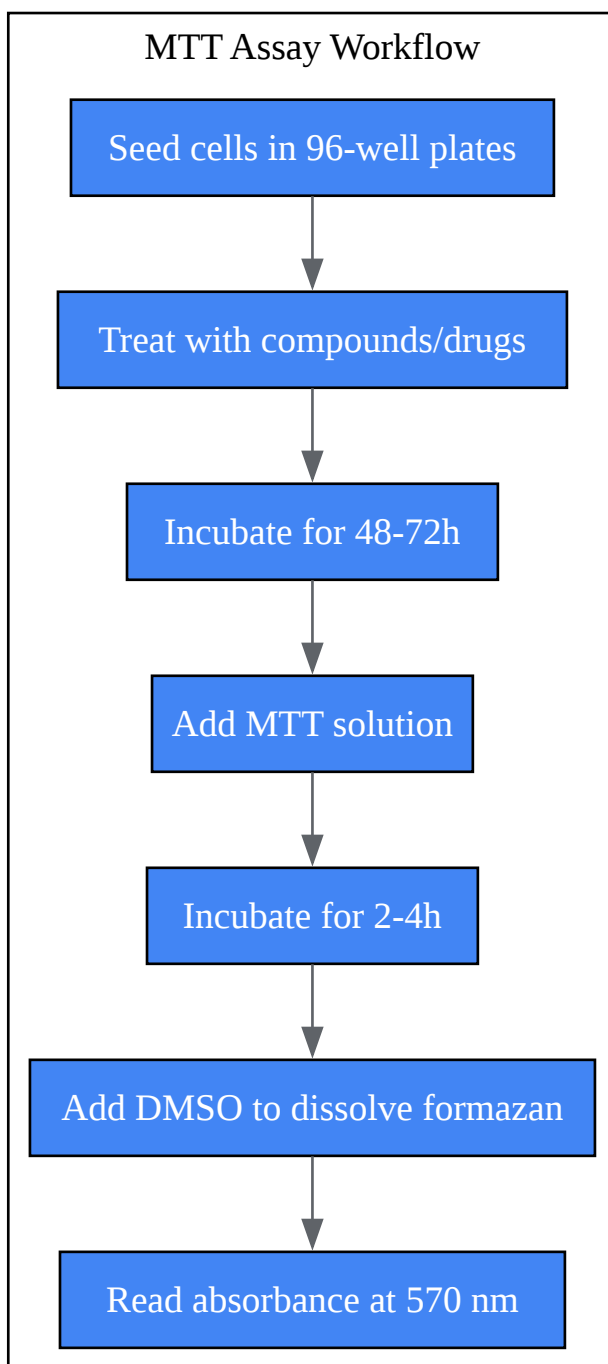 MTT Assay Workflow
Seed cells in 96-well plates
Treat with compounds/drugs
Incubate for 48-72h
Add MTT solution
Incubate for 2-4h
Add DMSO to dissolve formazan
Read absorbance at 570 nm